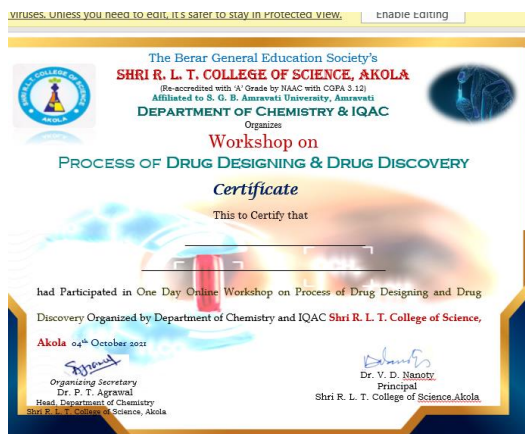 viruses. Unless you need to edit, it's safer to stay in Protected View.
Enable Editing
The Berar General Education Society's
SHRI R. L. T. COLLEGE OF SCIENCE, AKOLA
(Re-accredited with 'A' Grade by NAAC with CGPA 3.12)
Affiliated to S. G. B. Amravati University, Amravati
DEPARTMENT OF CHEMISTRY & IQAC
Organizes
Workshop on
PROCESS OF DRUG DESIGNING & DRUG DISCOVERY
Certificate
This to Certify that
had Participated in One Day Online Workshop on Process of Drug Designing and Drug
Discovery Organized by Department of Chemistry and IQAC Shri R. L. T. College of Science,
Akola 04th October 2021
Organizing Secretary
Dr. P. T. Agrawal
Head, Department of Chemistry
Shri R. L. T. College of Science, Akola
Dr. V. D. Nanoty
Principal
Shri R. L. T. College of Science.Akola
SHRI R.L.T. COLLEGE OF SCIENCE
AKOLA